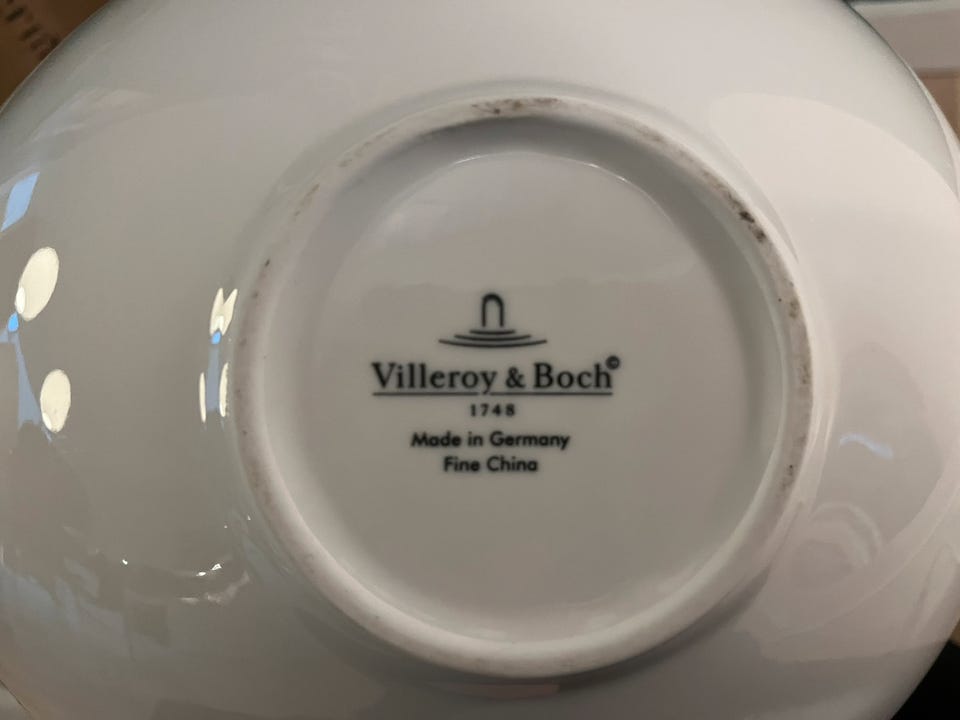 Villeroy & Boch©
1748
Made in Germany
Fine China